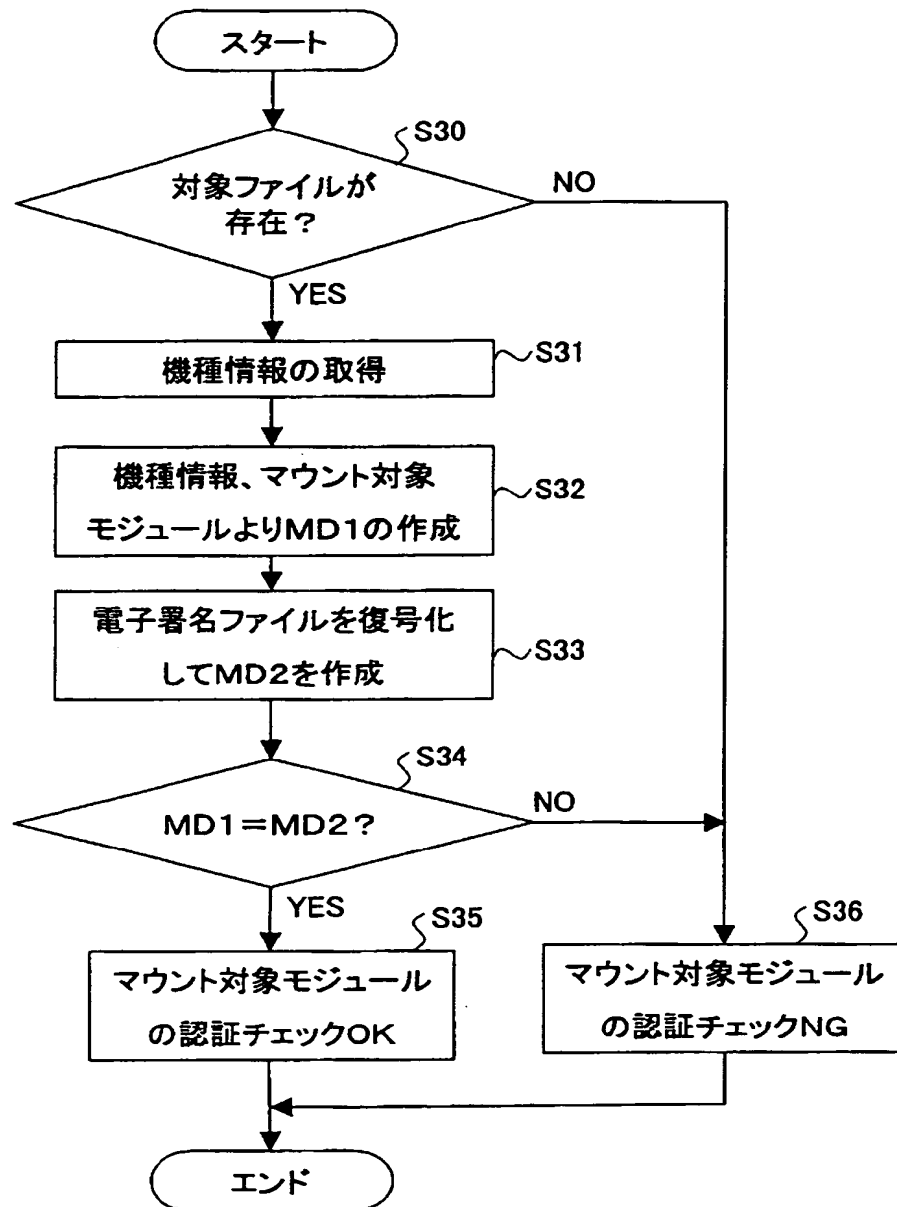 スタート
S30
対象ファイルが
存在？
NO
YES
機種情報の取得
S31
機種情報、マウント対象
モジュールよりMD1の作成
S32
電子署名ファイルを復号化
してMD2を作成
S33
S34
MD1＝MD2？
NO
YES
S35
マウント対象モジュール
の認証チェックOK
S36
マウント対象モジュール
の認証チェックNG
エンド